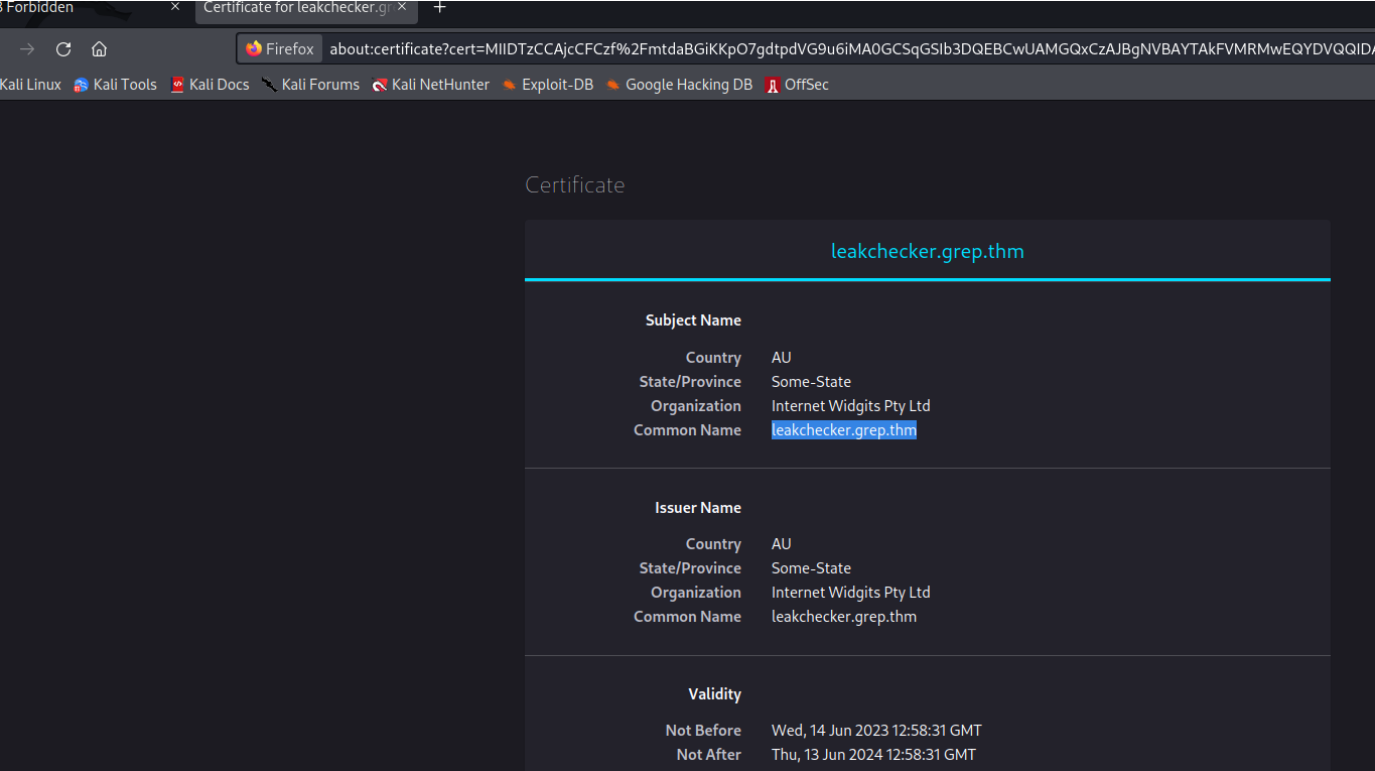 3 Forbidden × Certificate for leakchecker.gr × +
Firefox about:certificate?cert=MIIDTzCCAjcCFCzf%2FmtdaBGiKKpO7gdtpdVG9u6iMA0GCSqGSIb3DQEBCwUAMGQxCzAJBgNVBAYTAkFVMRMwEQYDVQQIDA
Kali Linux Kali Tools Kali Docs Kali Forums Kali NetHunter Exploit-DB Google Hacking DB OffSec
Certificate
leakchecker.grep.thm
Subject Name
Country AU
State/Province Some-State
Organization Internet Widgits Pty Ltd
Common Name leakchecker.grep.thm
Issuer Name
Country AU
State/Province Some-State
Organization Internet Widgits Pty Ltd
Common Name leakchecker.grep.thm
Validity
Not Before Wed, 14 Jun 2023 12:58:31 GMT
Not After Thu, 13 Jun 2024 12:58:31 GMT